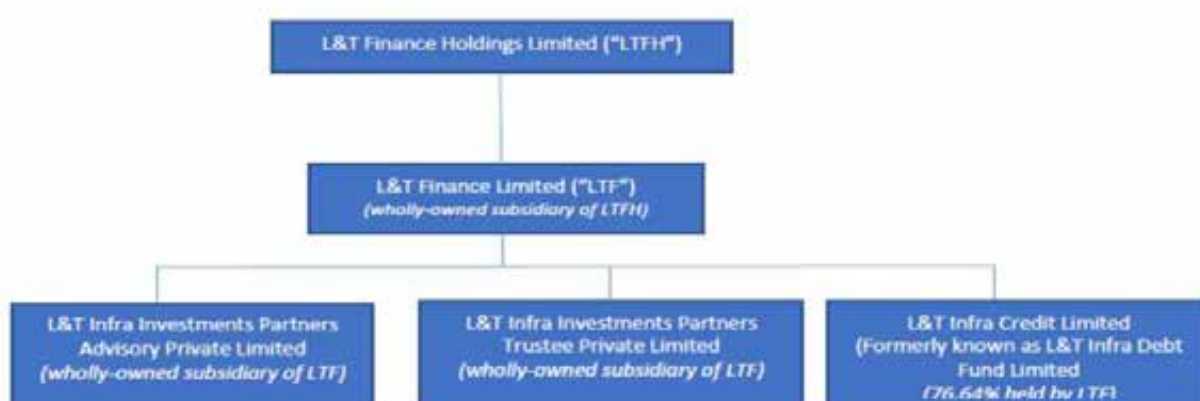 L&T Finance Holdings Limited ("LTFH")
L&T Finance Limited ("LTF")
(wholly-owned subsidiary of LTFH)
L&T Infra Investments Partners
Advisory Private Limited
(wholly-owned subsidiary of LTF)
L&T Infra Investments Partners
Trustee Private Limited
(wholly-owned subsidiary of LTF)
L&T Infra Credit Limited
(Formerly known as L&T Infra Debt
Fund Limited
(76.64% held by LTF)